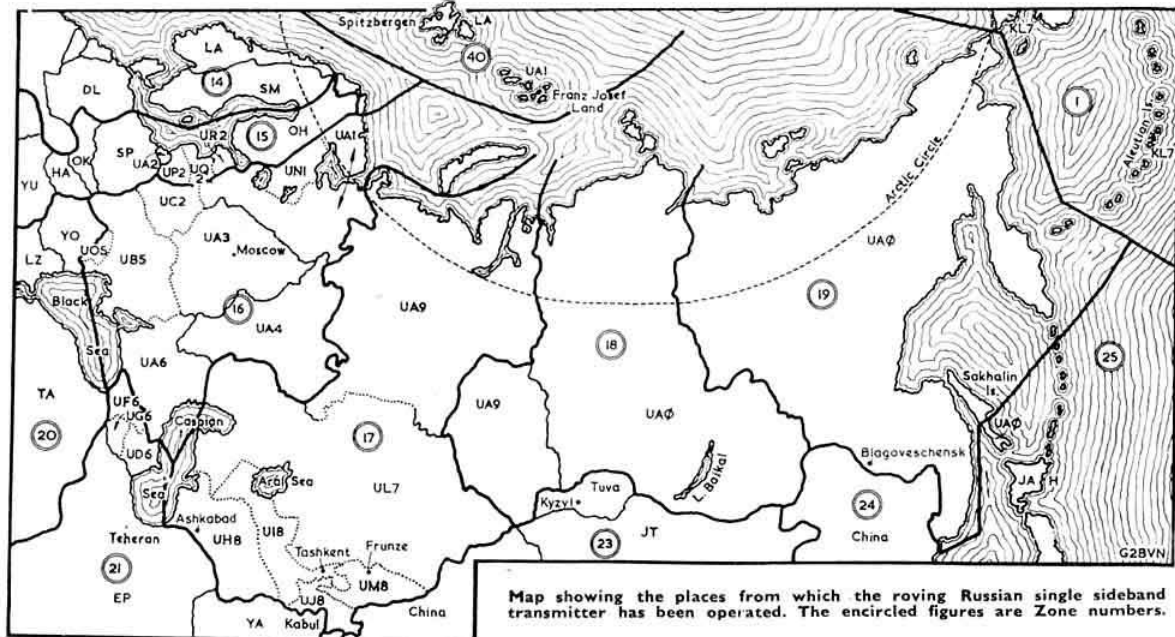 Spitzbergen
LA
KL7
LA
40
14
UA1
DL
SM
Franz Josef
Land
1
Aleutian I.
KL7
15
OH
UA1
UR2
SP
OK
HA
YU
UA2
UP2
UQ
2
UN1
Arctic Circle
UC2
UA3
Moscow
UAØ
YO
UO5
LZ
UB5
Black
Sea
16
UA4
UA9
19
18
25
UA6
Sakhalin
Is.
TA
UF6
UG6
Caspian
UA9
UAØ
UAØ
20
17
UD6
Blagoveschensk
L. Baikal
Sea
Aral Sea
UL7
Tuva
Kyzyl
JA
H
24
Ashkabad
UI8
JT
China
Teheran
UH8
23
G2BVN
Tashkent
Frunze
21
UM8
EP
UJ8
China
YA
Kabul
Map showing the places from which the roving Russian single sideband
transmitter has been operated. The encircled figures are Zone numbers.